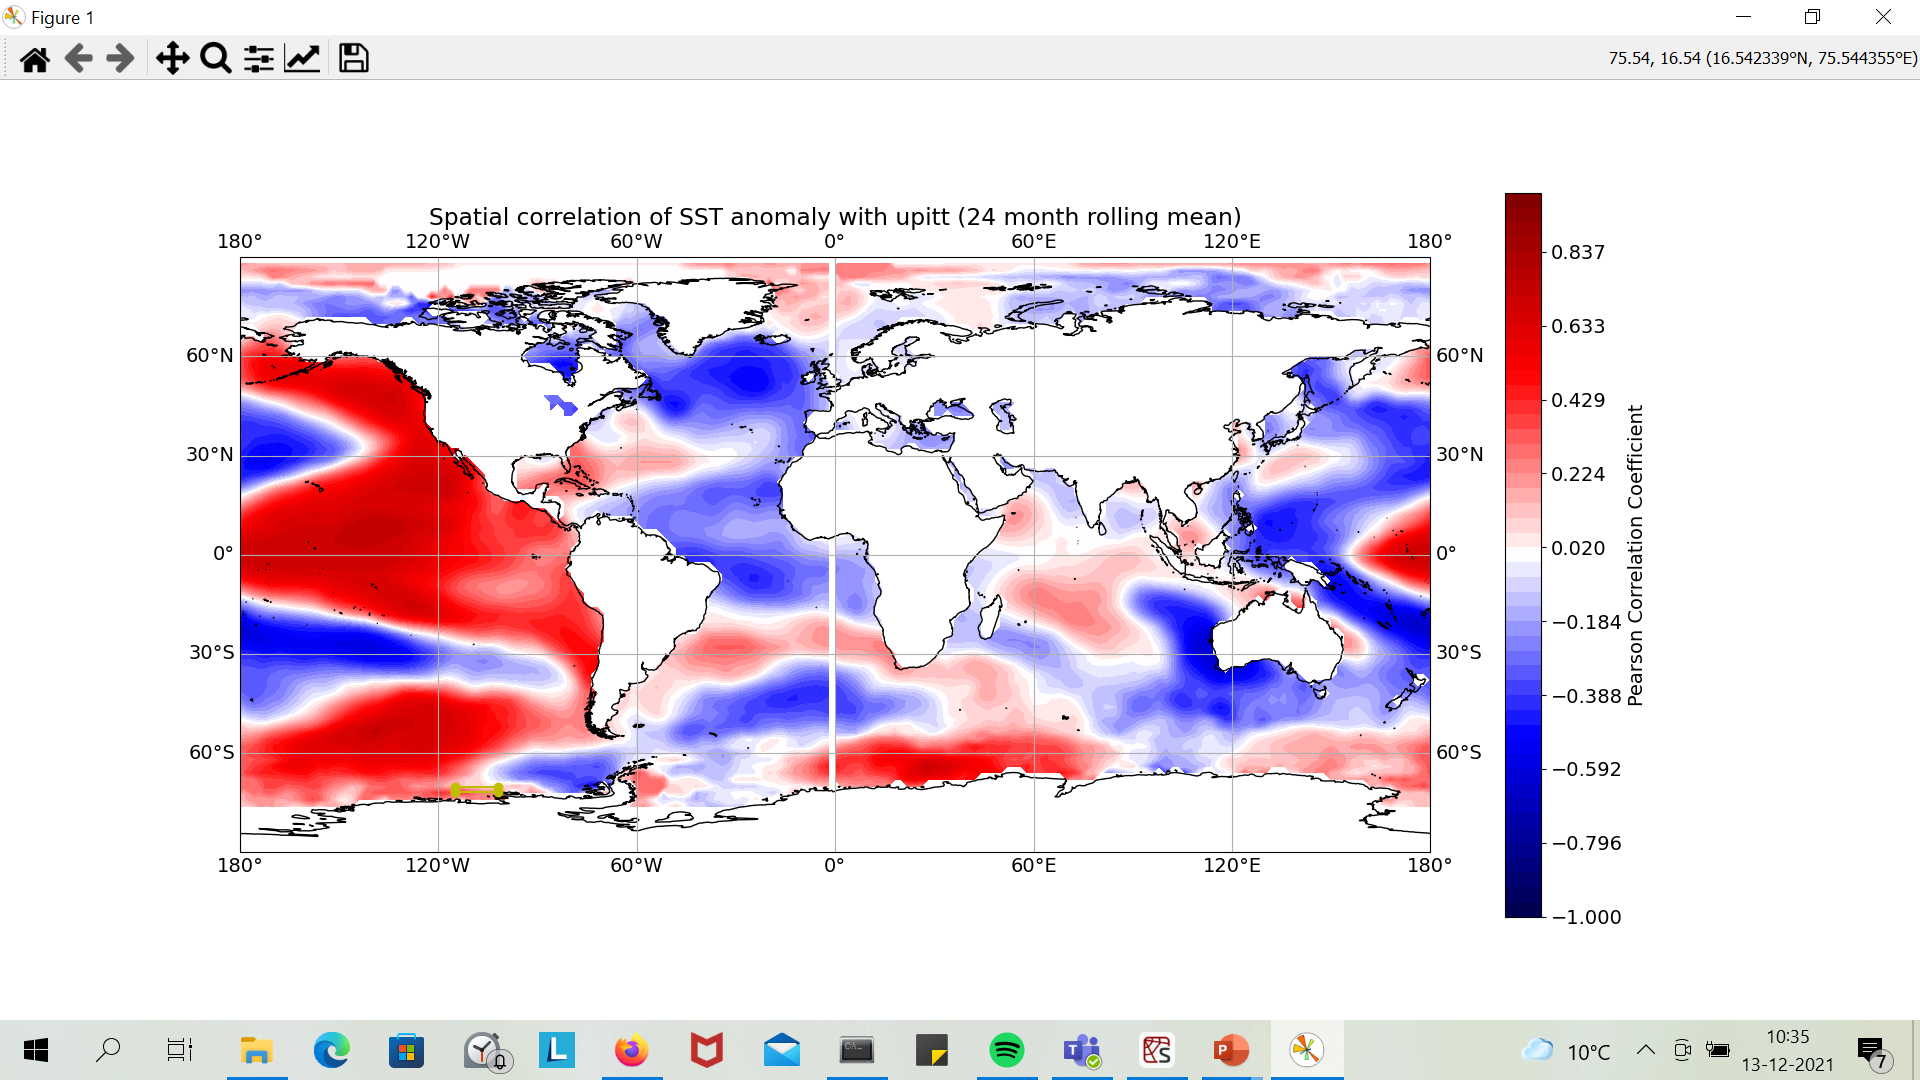 Figure 1
75.54, 16.54 (16.542339°N, 75.544355°E)
Spatial correlation of SST anomaly with upitt (24 month rolling mean)
180° 120°W 60°W 0° 60°E 120°E 180°
60°N 60°N
30°N 30°N
0° 0°
30°S 30°S
60°S 60°S
180° 120°W 60°W 0° 60°E 120°E 180°
0.837
0.633
0.429
0.224
0.020
−0.184
−0.388
−0.592
−0.796
−1.000
Pearson Correlation Coefficient
10°C
10:35
13-12-2021
7